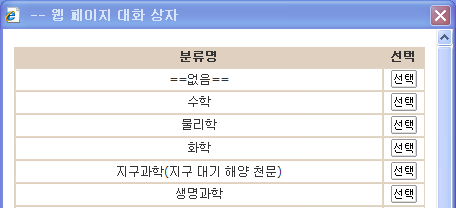 -- 웹 페이지 대화 상자
분류명 선택
==없음== 선택
수학 선택
물리학 선택
화학 선택
지구과학(지구 대기 해양 천문) 선택
생명과학 선택